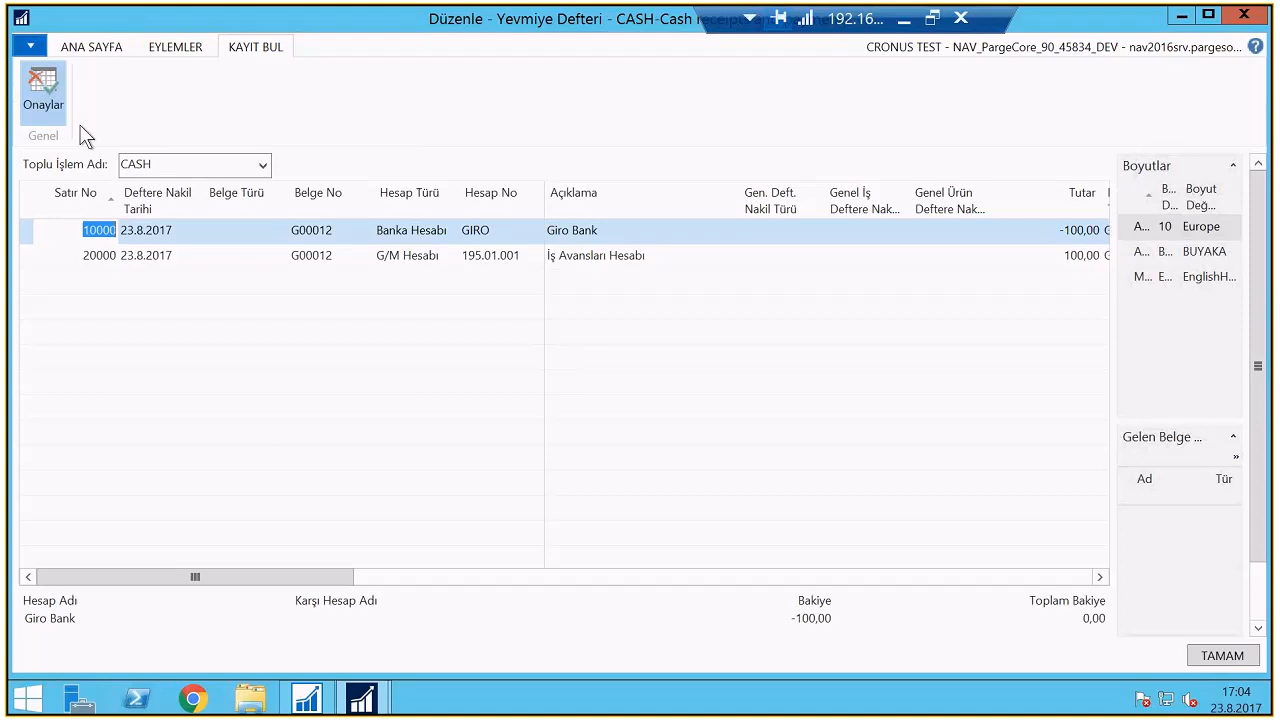 Düzenle - Yevmiye Defteri - CASH-Cash receipts
192.16...
ANA SAYFA EYLEMLER KAYIT BUL
CRONUS TEST - NAV_PargeCore_90_45834_DEV - nav2016srv.pargeso...
Onaylar
Genel
Toplu İşlem Adı: CASH
Satır No Deftere Nakil Tarihi Belge Türü Belge No Hesap Türü Hesap No Açıklama Gen. Deft. Nakil Türü Genel İş Deftere Nak... Genel Ürün Deftere Nak... Tutar
10000 23.8.2017 G00012 Banka Hesabı GIRO Giro Bank -100,00
20000 23.8.2017 G00012 G/M Hesabı 195.01.001 İş Avansları Hesabı 100,00
Hesap Adı Karşı Hesap Adı Bakiye Toplam Bakiye
Giro Bank -100,00 0,00
Boyutlar
B... Boyut
D... Değ...
A... 10 Europe
A... B... BUYAKA
M... E... EnglishH...
Gelen Belge ...
»
Ad Tür
TAMAM
17:04
23.8.2017